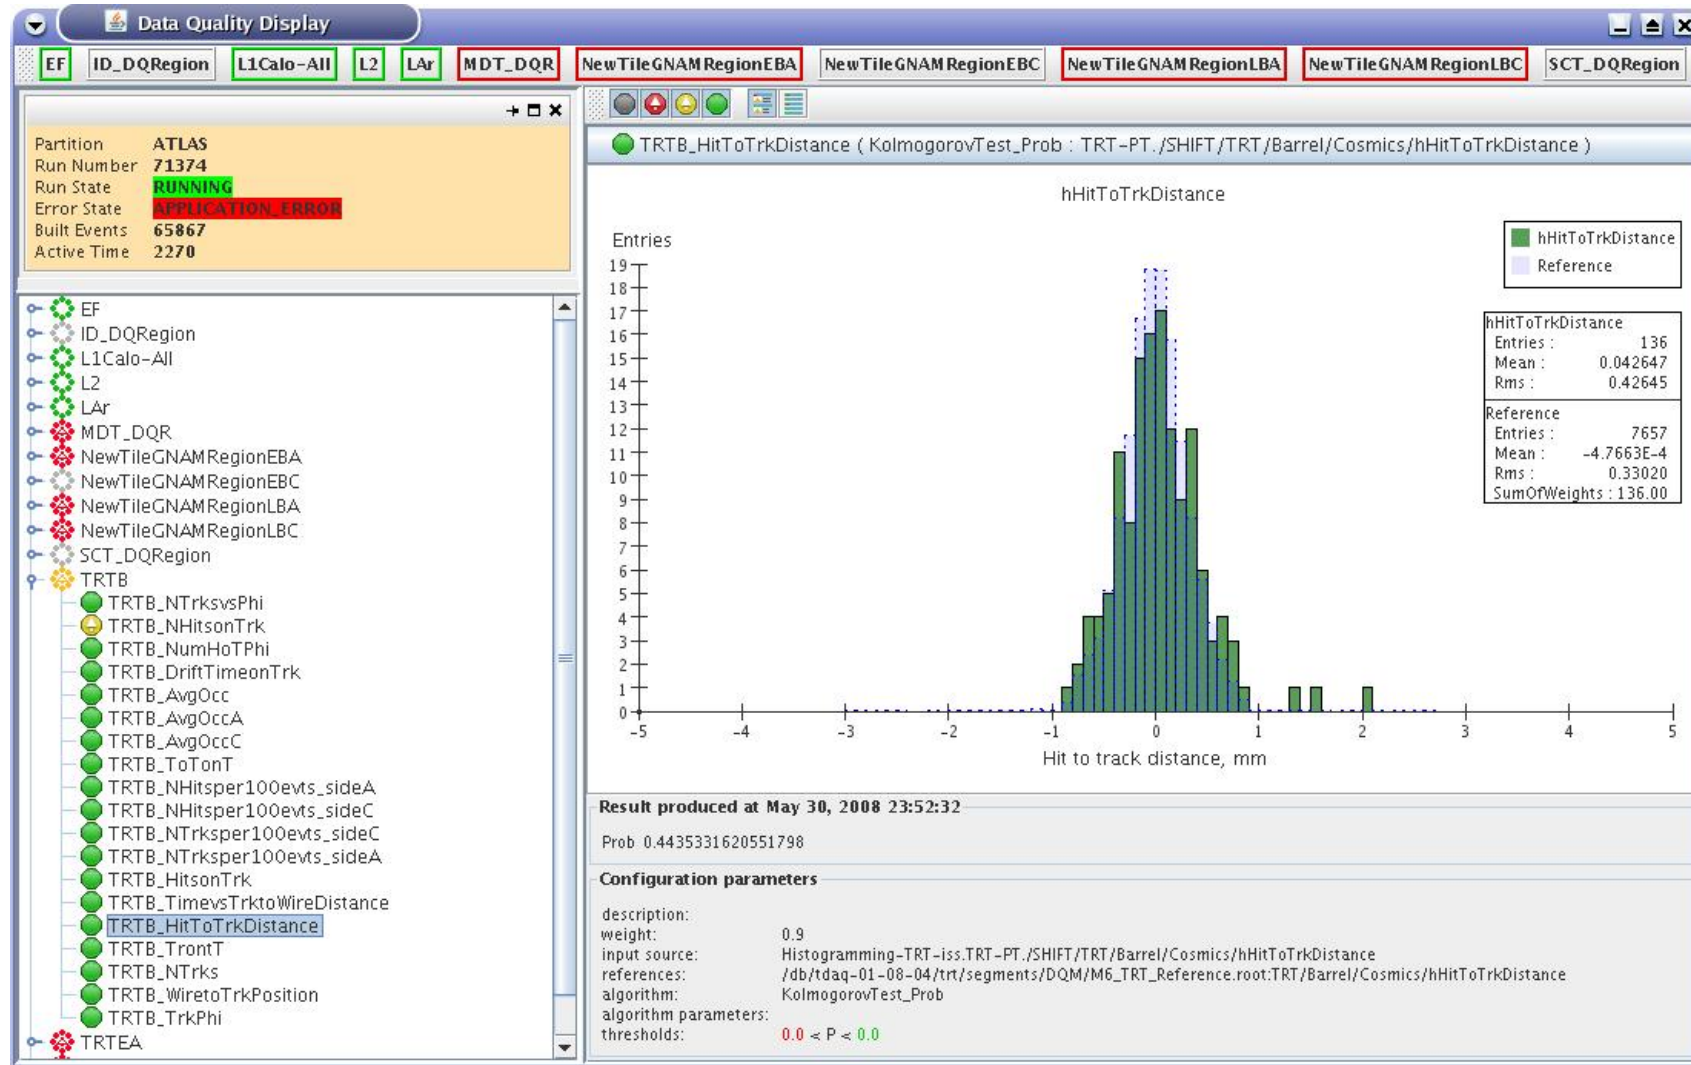 Data Quality Display
EF ID_DQRegion L1Calo-All L2 LAr MDT_DQR NewTileGNAMRegionEBA NewTileGNAMRegionEBC NewTileGNAMRegionLBA NewTileGNAMRegionLBC SCT_DQRegion
Partition ATLAS
Run Number 71374
Run State RUNNING
Error State APPLICATION_ERROR
Built Events 65867
Active Time 2270
EF
ID_DQRegion
L1Calo-All
L2
LAr
MDT_DQR
NewTileGNAMRegionEBA
NewTileGNAMRegionEBC
NewTileGNAMRegionLBA
NewTileGNAMRegionLBC
SCT_DQRegion
TRTB
TRTB_NTrksvsPhi
TRTB_NHitsonTrk
TRTB_NumHoTPhi
TRTB_DriftTimeonTrk
TRTB_AvgOcc
TRTB_AvgOccA
TRTB_AvgOccC
TRTB_ToTonT
TRTB_NHitsper100evts_sideA
TRTB_NHitsper100evts_sideC
TRTB_NTrksper100evts_sideC
TRTB_NTrksper100evts_sideA
TRTB_HitsonTrk
TRTB_TimevsTrktoWireDistance
TRTB_HitToTrkDistance
TRTB_TrontT
TRTB_NTrks
TRTB_WiretoTrkPosition
TRTB_TrkPhi
TRTEA
TRTB_HitToTrkDistance ( KolmogorovTest_Prob : TRT-PT./SHIFT/TRT/Barrel/Cosmics/hHitToTrkDistance )
hHitToTrkDistance
Entries
19
18
17
16
15
14
13
12
11
10
9
8
7
6
5
4
3
2
1
0
-5 -4 -3 -2 -1 0 1 2 3 4 5
Hit to track distance, mm
hHitToTrkDistance
Reference
hHitToTrkDistance
Entries : 136
Mean : 0.042647
Rms : 0.42645
Reference
Entries : 7657
Mean : -4.7663E-4
Rms : 0.33020
SumOfWeights : 136.00
Result produced at May 30, 2008 23:52:32
Prob 0.4435331620551798
Configuration parameters
description:
weight: 0.9
input source: Histogramming-TRT-iss.TRT-PT./SHIFT/TRT/Barrel/Cosmics/hHitToTrkDistance
references: /db/tdaq-01-08-04/trt/segments/DQM/M6_TRT_Reference.root:TRT/Barrel/Cosmics/hHitToTrkDistance
algorithm: KolmogorovTest_Prob
algorithm parameters:
thresholds: 0.0 < P < 0.0